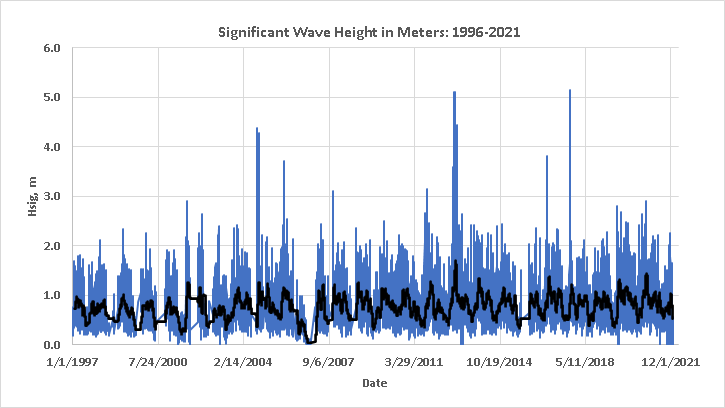 Significant Wave Height in Meters: 1996-2021
6.0
5.0
4.0
3.0
2.0
1.0
0.0
Hsig, m
1/1/1997 7/24/2000 2/14/2004 9/6/2007 3/29/2011 10/19/2014 5/11/2018 12/1/2021
Date